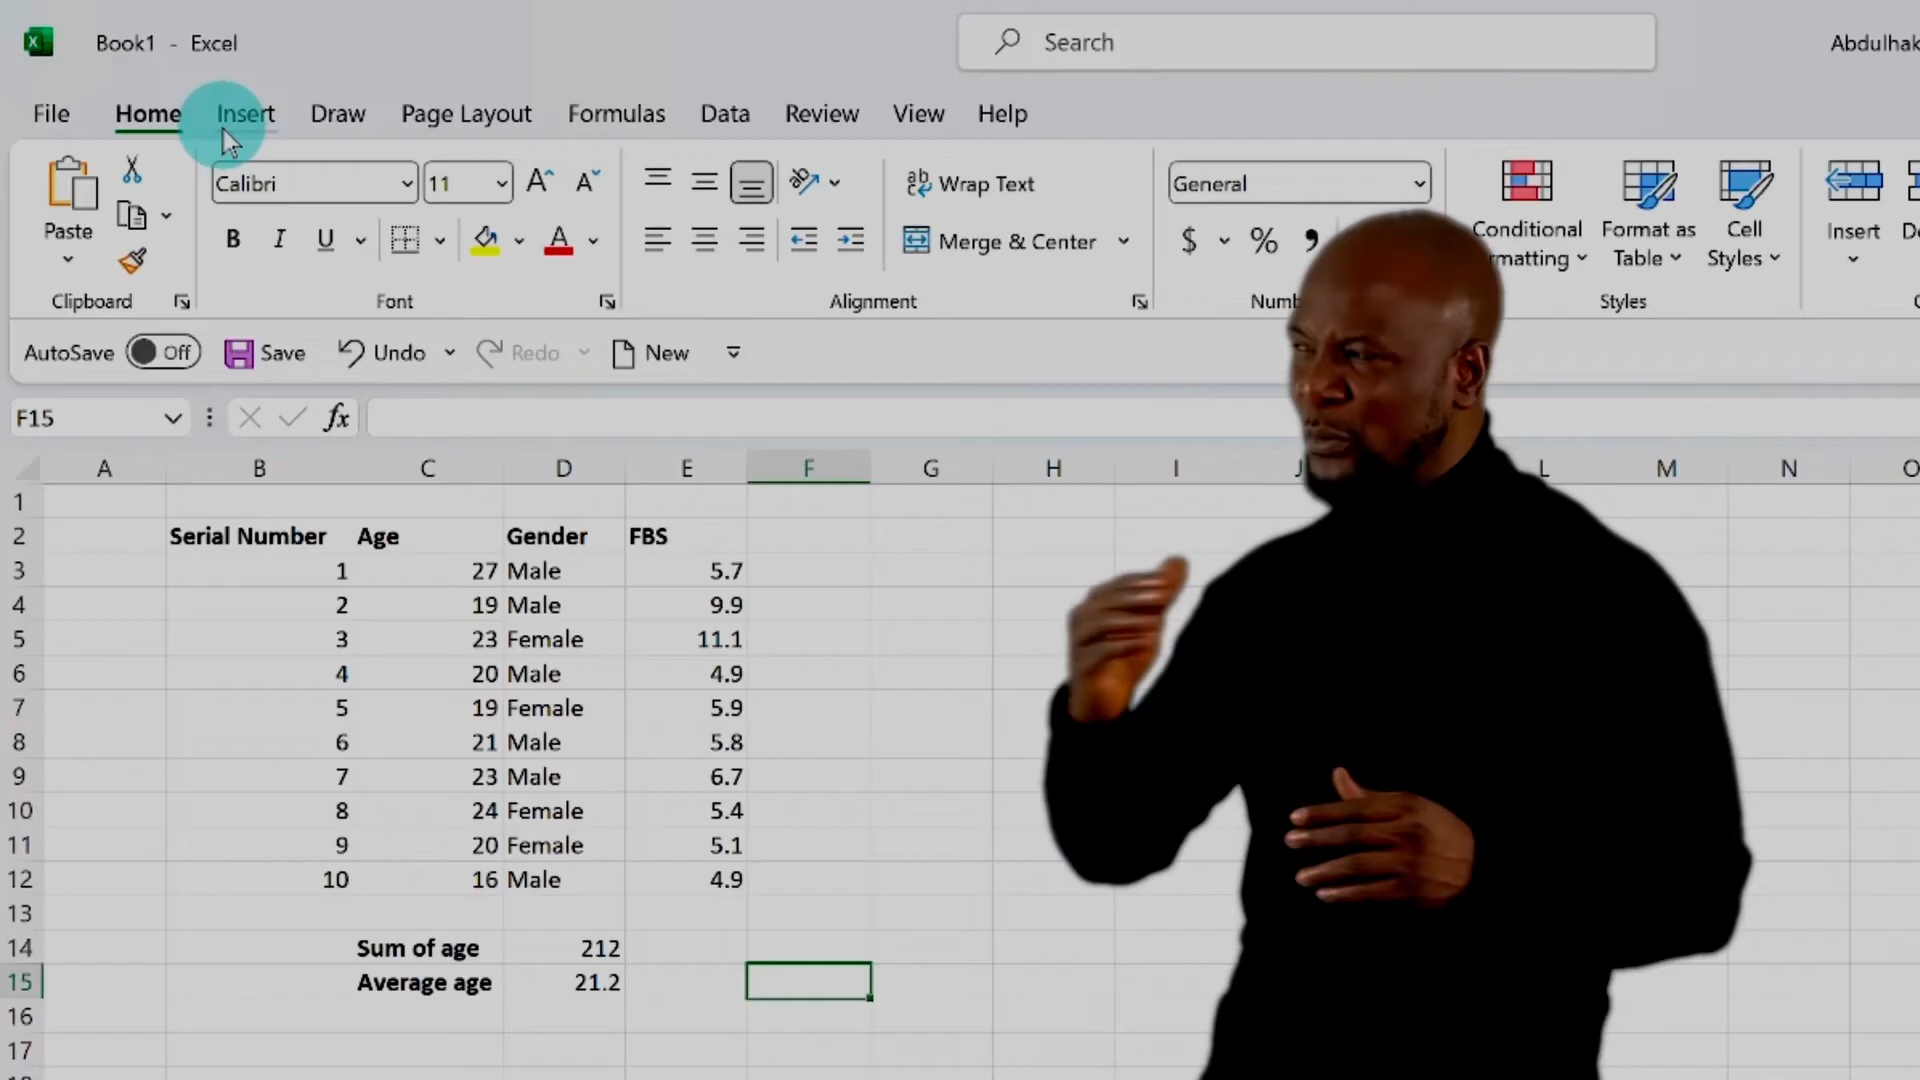 Book1 - Excel
Search
Abdulhak
File Home Insert Draw Page Layout Formulas Data Review View Help
Calibri 11 Wrap Text General
Paste B I U A Merge & Center $ % Conditional Format as Cell Insert
matting Table Styles
Clipboard Font Alignment Styles
AutoSave Off Save Undo Redo New
F15 fx
A B C D E F G H I J L M N O
1
2 Serial Number Age Gender FBS
3 1 27 Male 5.7
4 2 19 Male 9.9
5 3 23 Female 11.1
6 4 20 Male 4.9
7 5 19 Female 5.9
8 6 21 Male 5.8
9 7 23 Male 6.7
10 8 24 Female 5.4
11 9 20 Female 5.1
12 10 16 Male 4.9
13
14 Sum of age 212
15 Average age 21.2
16
17